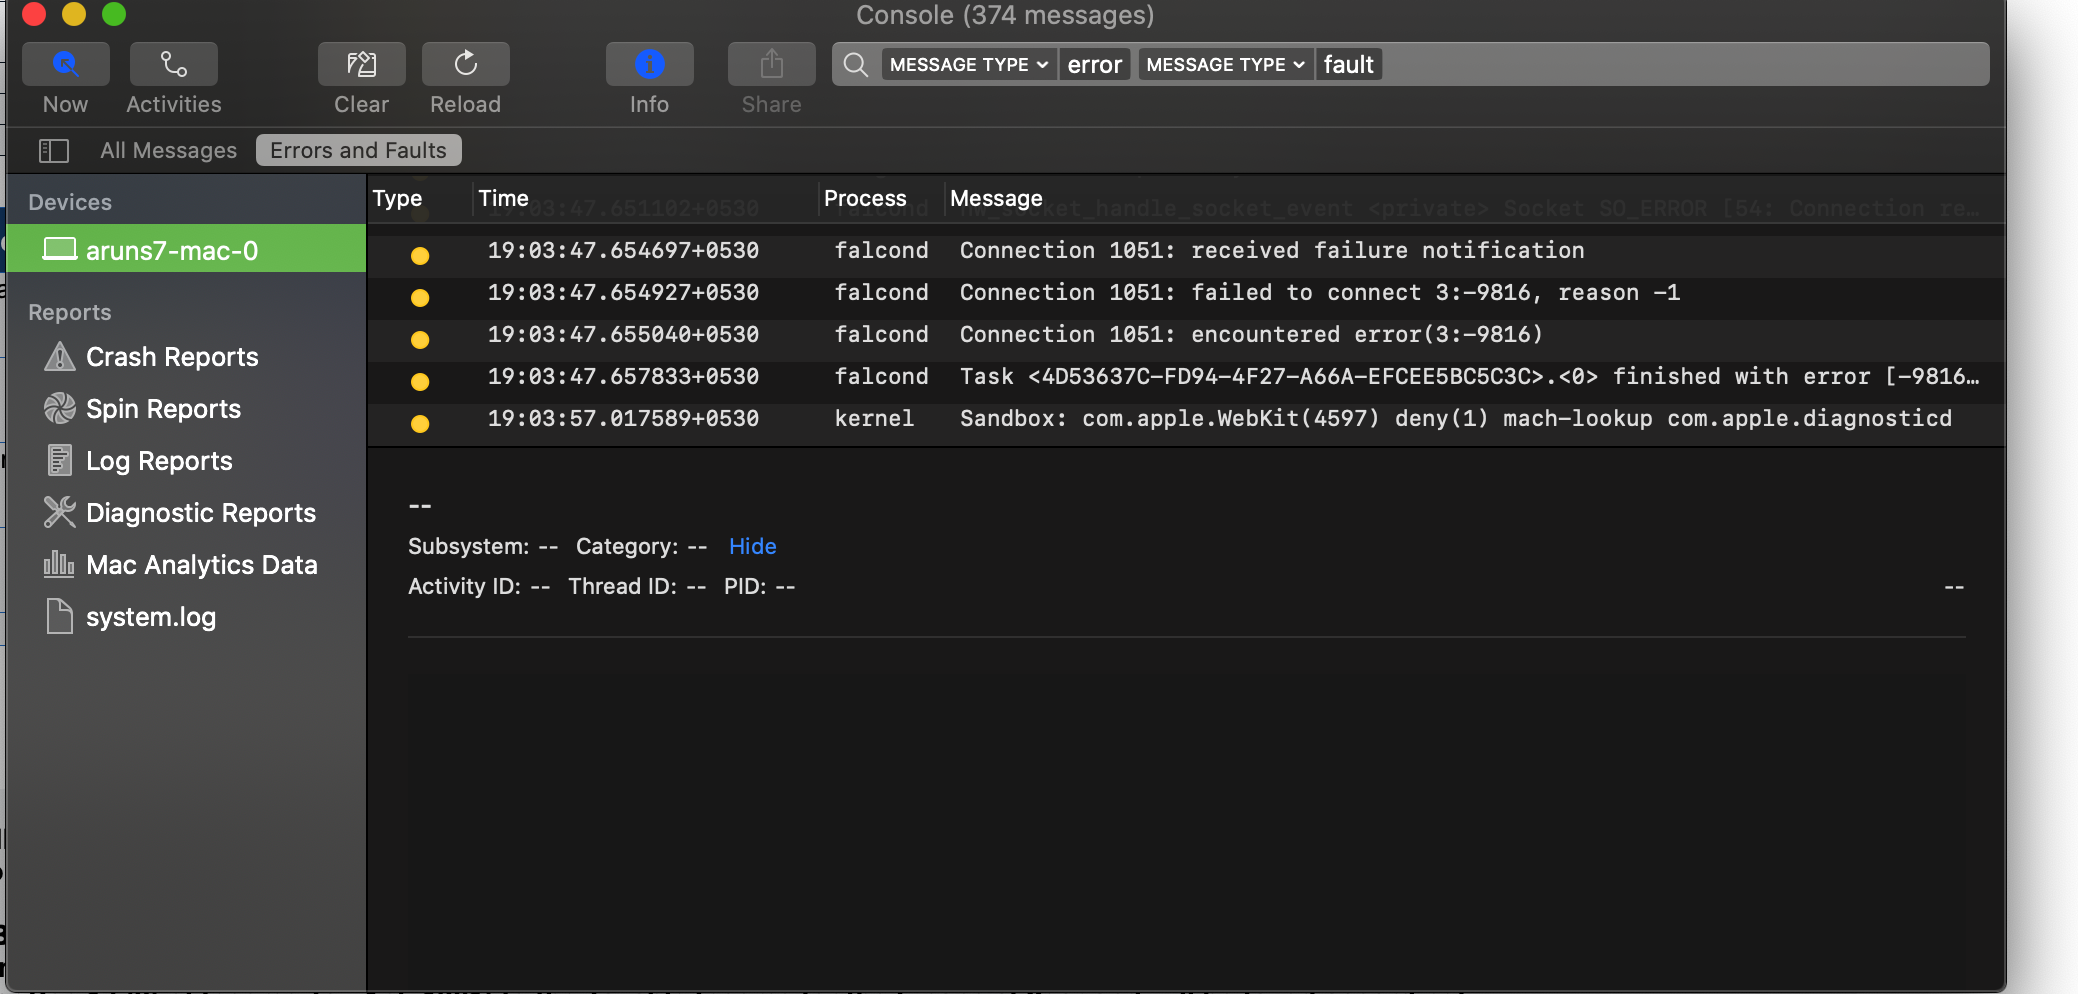 Console (374 messages)
MESSAGE TYPE error MESSAGE TYPE fault
Now Activities Clear Reload Info Share
All Messages Errors and Faults
Devices
aruns7-mac-0
Reports
Crash Reports
Spin Reports
Log Reports
Diagnostic Reports
Mac Analytics Data
system.log
Type Time Process Message
19:03:47.651102+0530 falcond nw_socket_handle_socket_event <private> Socket SO_ERROR [54: Connection re…
19:03:47.654697+0530 falcond Connection 1051: received failure notification
19:03:47.654927+0530 falcond Connection 1051: failed to connect 3:-9816, reason -1
19:03:47.655040+0530 falcond Connection 1051: encountered error(3:-9816)
19:03:47.657833+0530 falcond Task <4D53637C-FD94-4F27-A66A-EFCEE5BC5C3C>.<0> finished with error [-9816…
19:03:57.017589+0530 kernel Sandbox: com.apple.WebKit(4597) deny(1) mach-lookup com.apple.diagnosticd
--
Subsystem: -- Category: -- Hide
Activity ID: -- Thread ID: -- PID: -- --